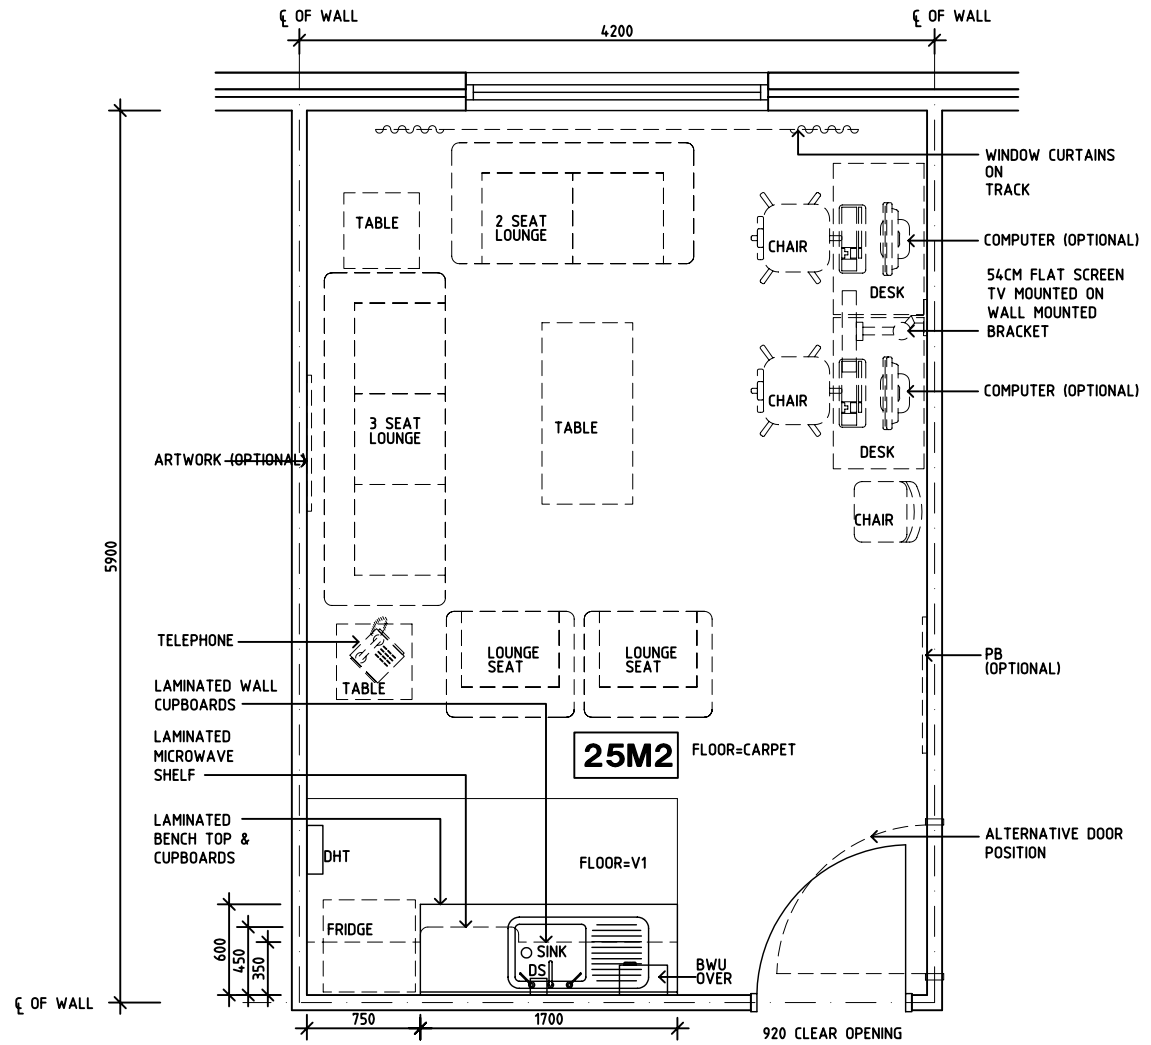 ℄ OF WALL
℄ OF WALL
4200
WINDOW CURTAINS
ON
TRACK
TABLE
2 SEAT
LOUNGE
CHAIR
COMPUTER (OPTIONAL)
DESK
54CM FLAT SCREEN
TV MOUNTED ON
WALL MOUNTED
BRACKET
CHAIR
COMPUTER (OPTIONAL)
3 SEAT
LOUNGE
TABLE
DESK
ARTWORK (OPTIONAL)
CHAIR
5900
TELEPHONE
TABLE
LOUNGE
SEAT
LOUNGE
SEAT
PB
(OPTIONAL)
LAMINATED WALL
CUPBOARDS
LAMINATED
MICROWAVE
SHELF
25M2
FLOOR=CARPET
LAMINATED
BENCH TOP &
CUPBOARDS
DHT
FLOOR=V1
ALTERNATIVE DOOR
POSITION
FRIDGE
600
450
350
SINK
DS
BWU
OVER
℄ OF WALL
750
1700
920 CLEAR OPENING